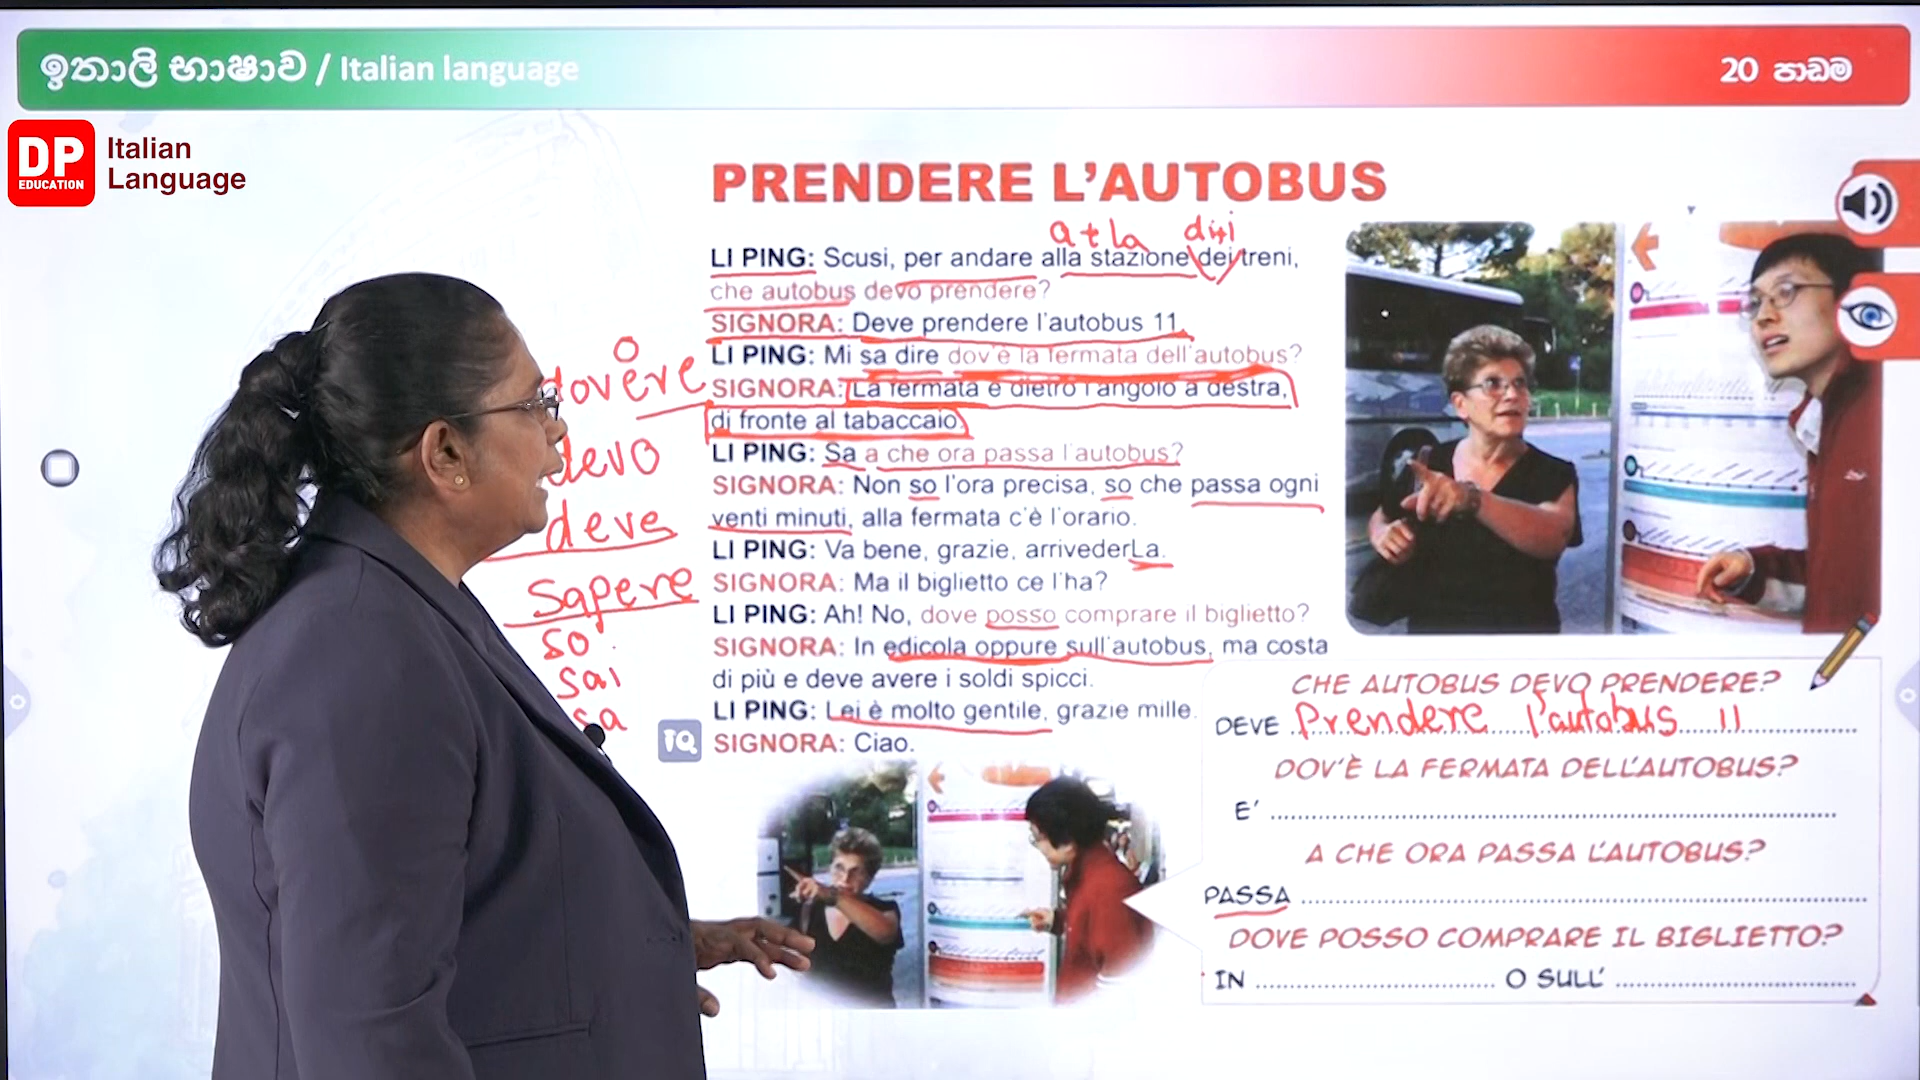 ඉතාලි භාෂාව / Italian language
20 පාඩම
DP
EDUCATION
Italian
Language
PRENDERE L'AUTOBUS
a + la
di+i
LI PING: Scusi, per andare alla stazione dei treni,
che autobus devo prendere?
SIGNORA: Deve prendere l'autobus 11.
LI PING: Mi sa dire dov'è la fermata dell'autobus?
SIGNORA: La fermata è dietro l'angolo a destra,
di fronte al tabaccaio.
LI PING: Sa a che ora passa l'autobus?
SIGNORA: Non so l'ora precisa, so che passa ogni
venti minuti, alla fermata c'è l'orario.
LI PING: Va bene, grazie, arrivederLa.
SIGNORA: Ma il biglietto ce l'ha?
LI PING: Ah! No, dove posso comprare il biglietto?
SIGNORA: In edicola oppure sull'autobus, ma costa
di più e deve avere i soldi spicci.
LI PING: Lei è molto gentile, grazie mille.
SIGNORA: Ciao.
o
dovere
devo
deve
sapere
so
sai
sa
CHE AUTOBUS DEVO PRENDERE?
DEVE Prendere l'autobus 11
DOV'È LA FERMATA DELL'AUTOBUS?
E' ..........
A CHE ORA PASSA L'AUTOBUS?
PASSA ..........
DOVE POSSO COMPRARE IL BIGLIETTO?
IN .......... O SULL' ..........